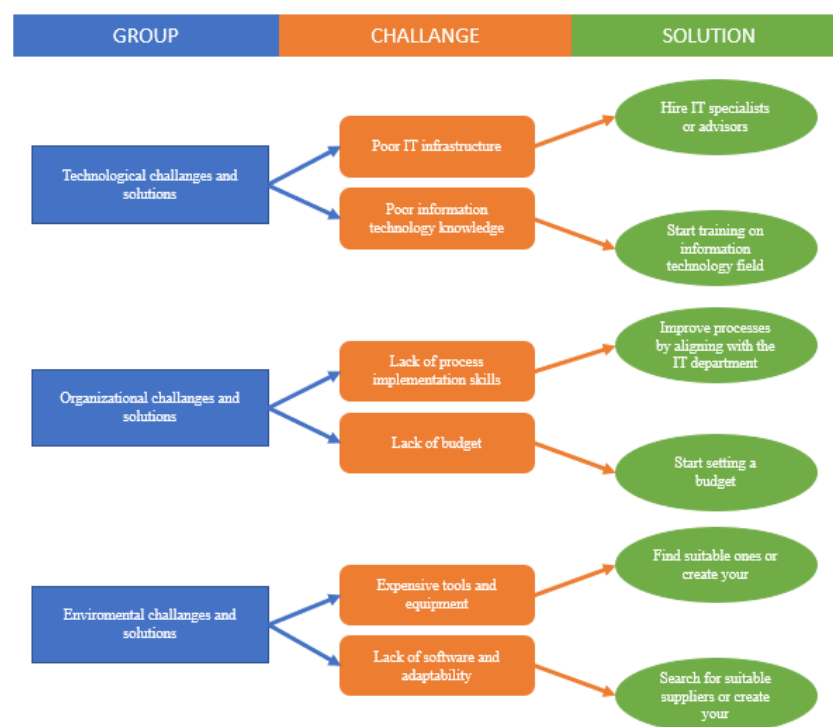 GROUP
CHALLANGE
SOLUTION
Technological challanges and
solutions
Poor IT infrastructure
Hire IT specialists
or advisors
Poor information
technology knowledge
Start training on
information
technology field
Organizational challanges and
solutions
Lack of process
implementation skills
Improve processes
by aligning with the
IT department
Lack of budget
Start setting a
budget
Enviromental challanges and
solutions
Expensive tools and
equipment
Find suitable ones or
create your
Lack of software and
adaptability
Search for suitable
suppliers or create
your